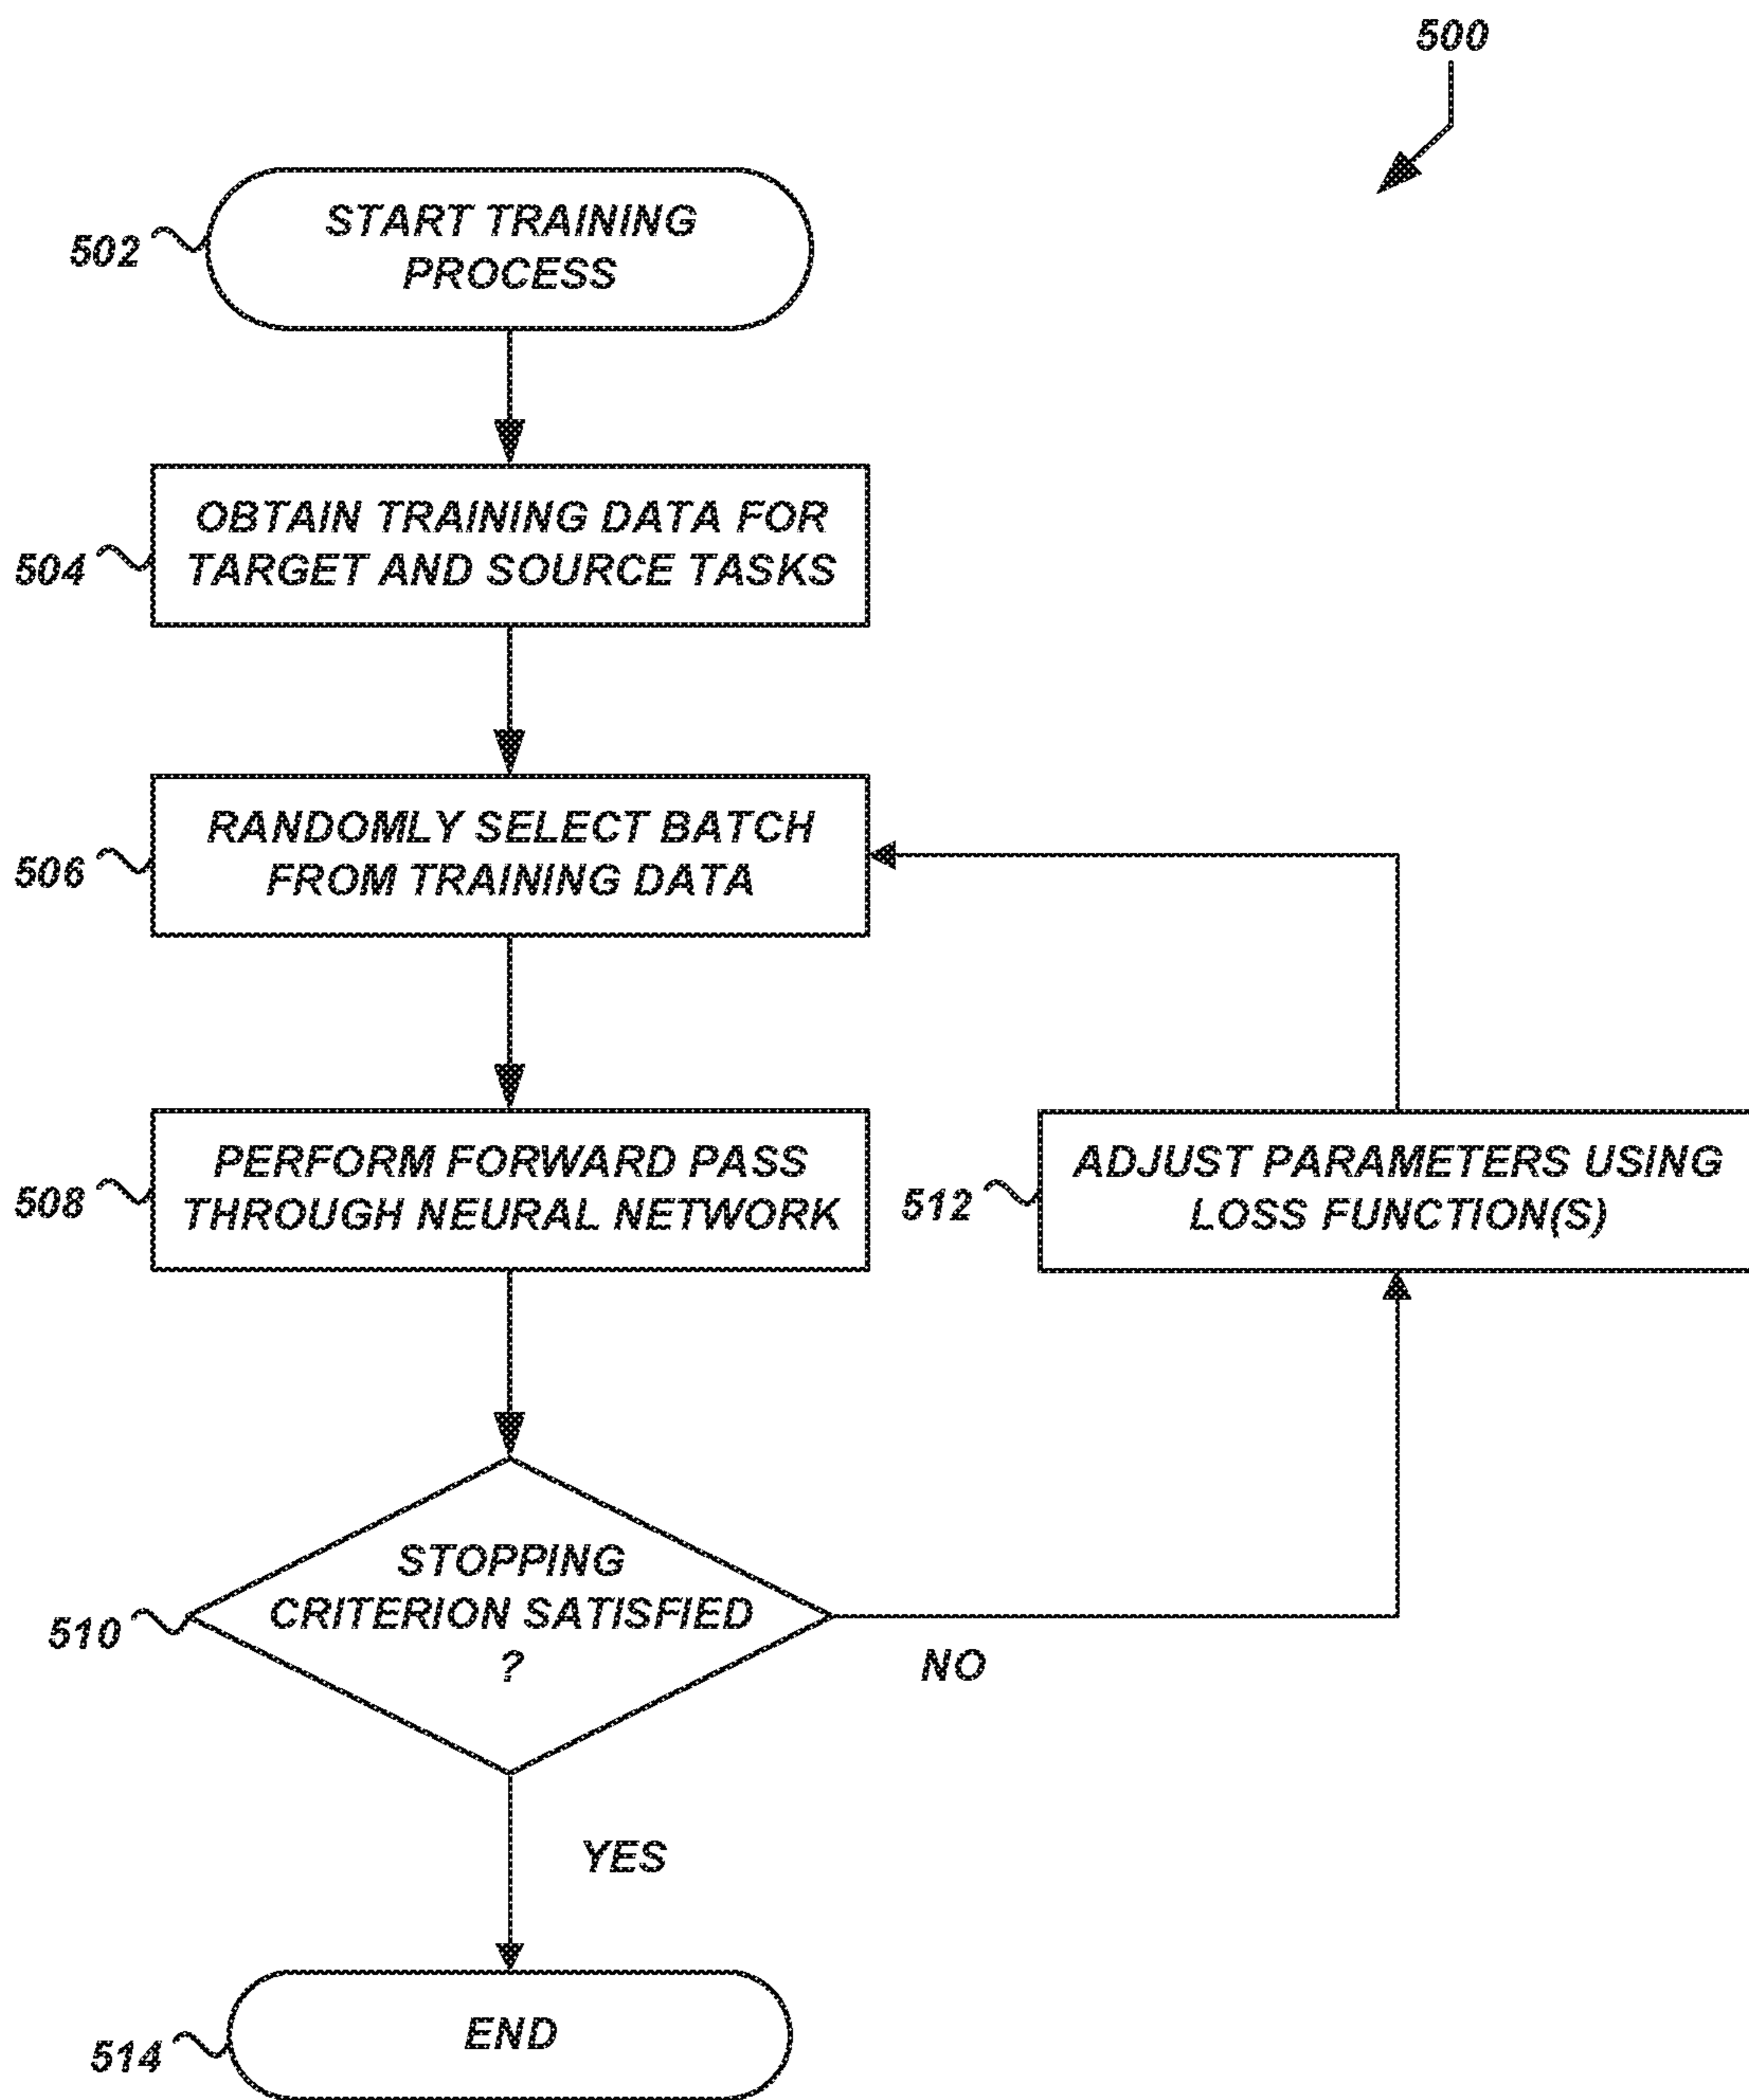 500
502
START TRAINING
PROCESS
504
OBTAIN TRAINING DATA FOR
TARGET AND SOURCE TASKS
506
RANDOMLY SELECT BATCH
FROM TRAINING DATA
508
PERFORM FORWARD PASS
THROUGH NEURAL NETWORK
512
ADJUST PARAMETERS USING
LOSS FUNCTION(S)
510
STOPPING
CRITERION SATISFIED
?
NO
YES
514
END